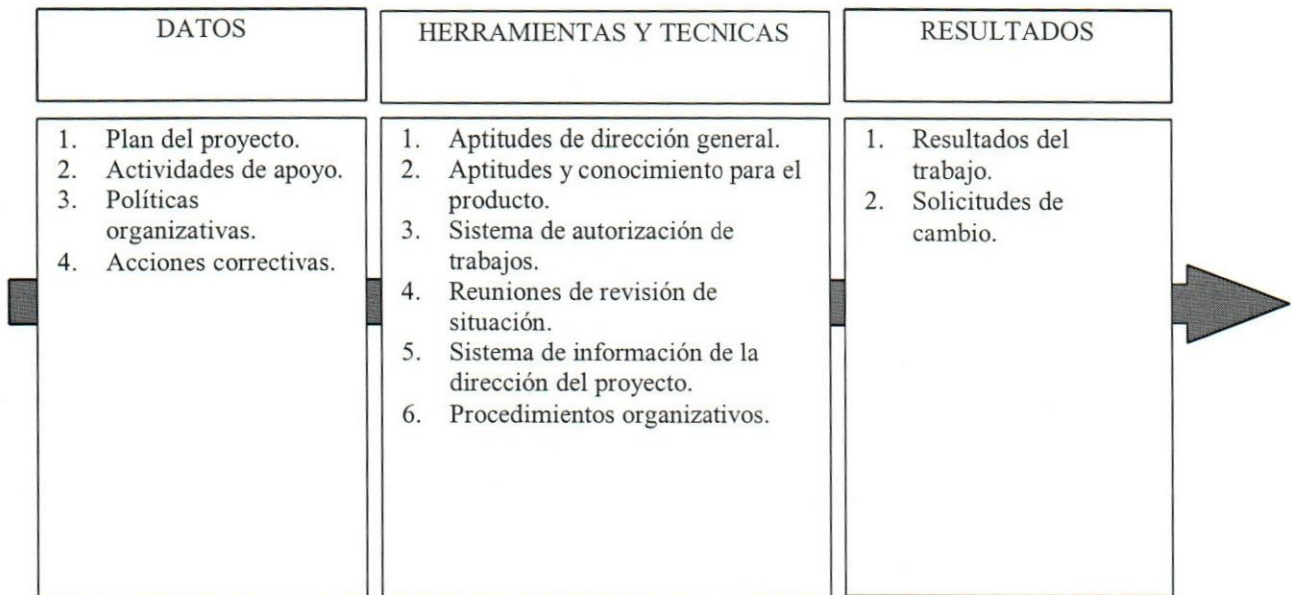 DATOS
1. Plan del proyecto.
2. Actividades de apoyo.
3. Políticas
organizativas.
4. Acciones correctivas.
HERRAMIENTAS Y TECNICAS
1. Aptitudes de dirección general.
2. Aptitudes y conocimiento para el
producto.
3. Sistema de autorización de
trabajos.
4. Reuniones de revisión de
situación.
5. Sistema de información de la
dirección del proyecto.
6. Procedimientos organizativos.
RESULTADOS
1. Resultados del
trabajo.
2. Solicitudes de
cambio.